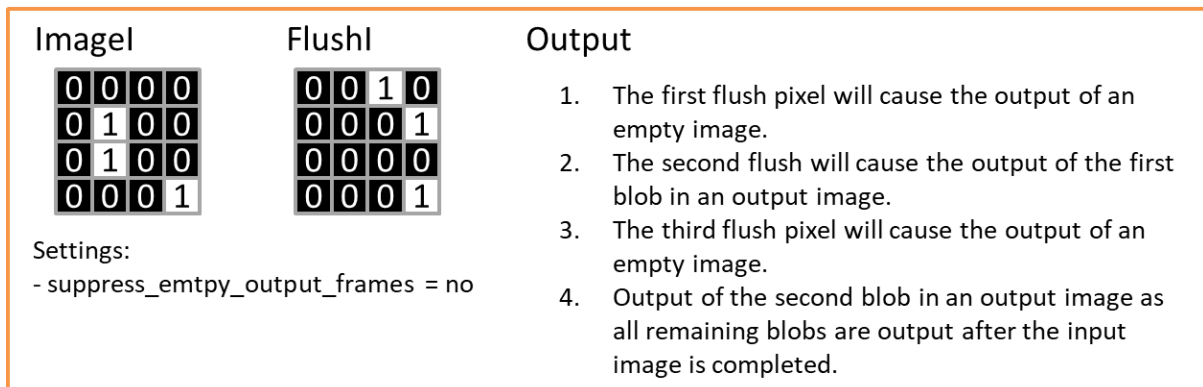 ImageI
FlushI
Output
0 0 0 0
0 1 0 0
0 1 0 0
0 0 0 1
0 0 1 0
0 0 0 1
0 0 0 0
0 0 0 1
Settings:
- suppress_emtpy_output_frames = no
1. The first flush pixel will cause the output of an
empty image.
2. The second flush will cause the output of the first
blob in an output image.
3. The third flush pixel will cause the output of an
empty image.
4. Output of the second blob in an output image as
all remaining blobs are output after the input
image is completed.